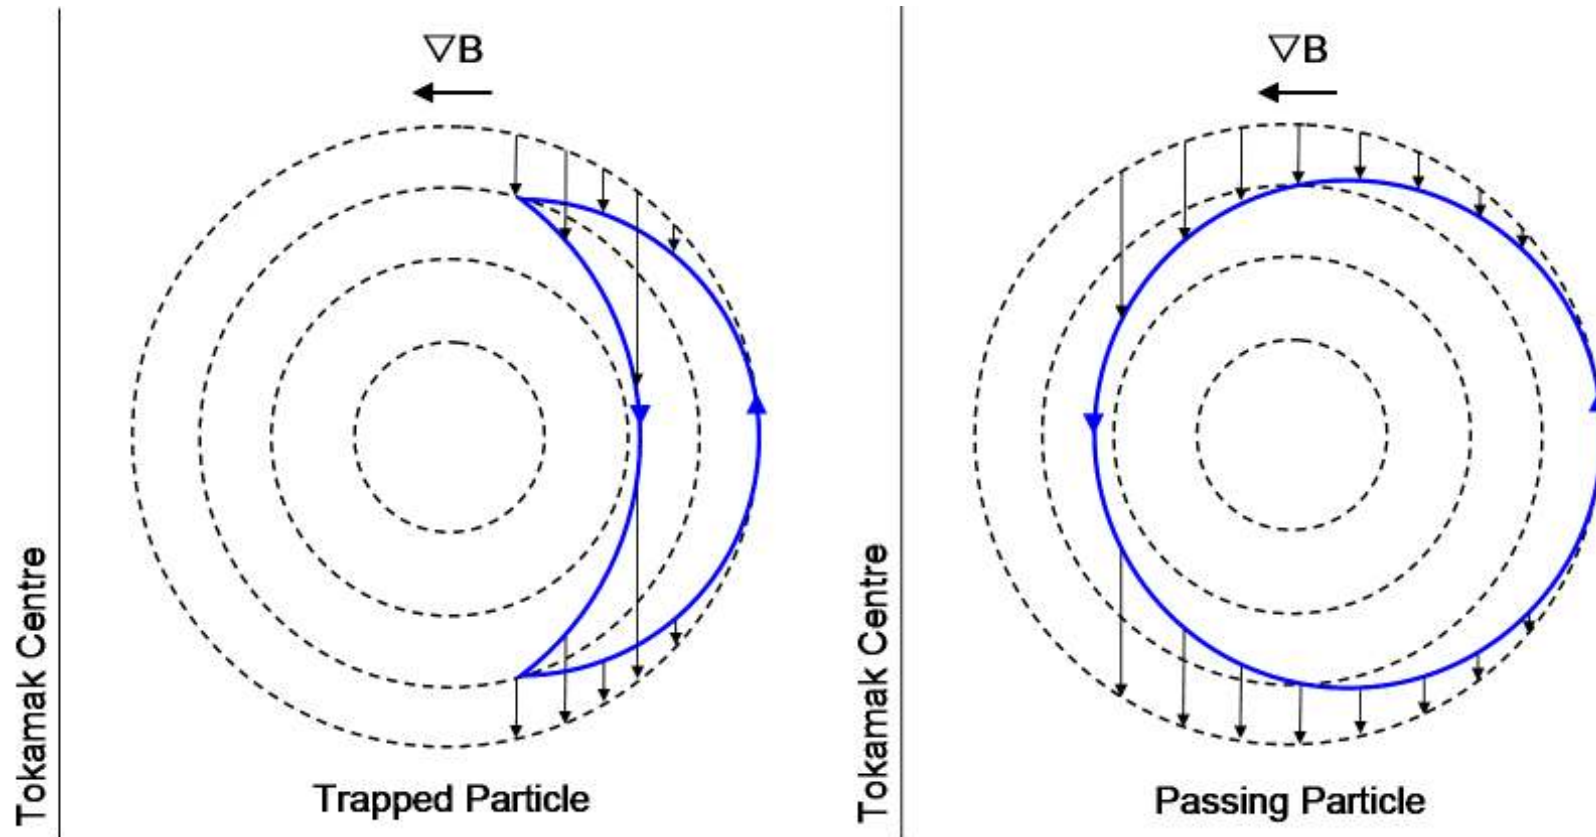 ∇B
Tokamak Centre
Trapped Particle
∇B
Tokamak Centre
Passing Particle